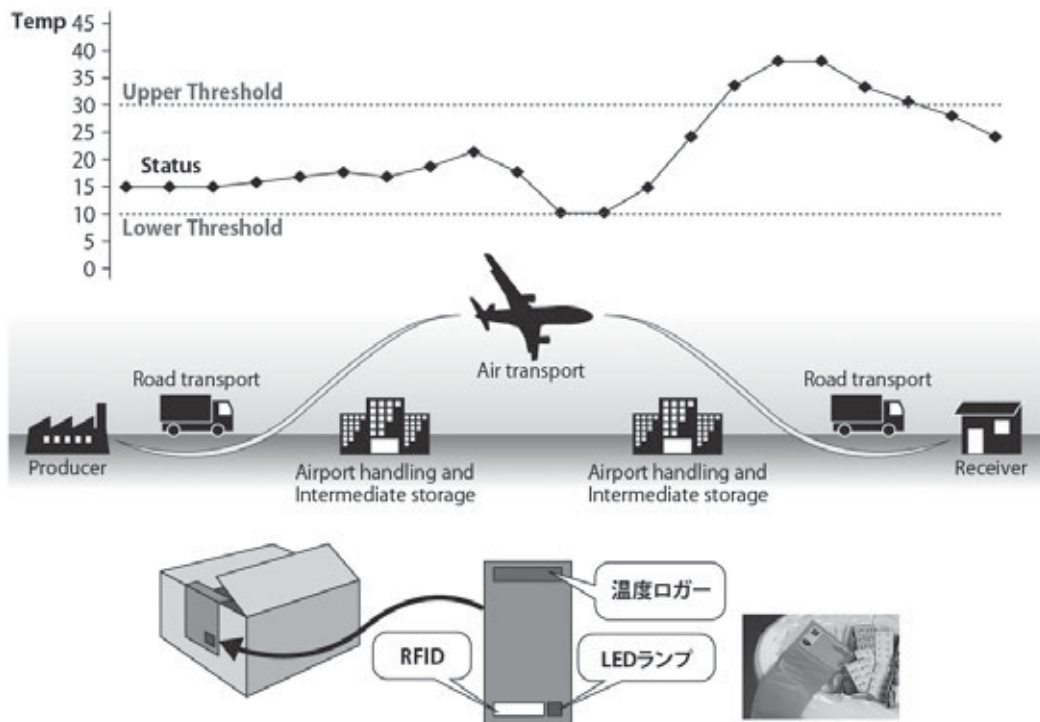 Temp
45
40
35
30
25
20
15
10
5
0
Upper Threshold
Status
Lower Threshold
Road transport
Air transport
Road transport
Producer
Airport handling and
Intermediate storage
Airport handling and
Intermediate storage
Receiver
温度ロガー
RFID
LEDランプ